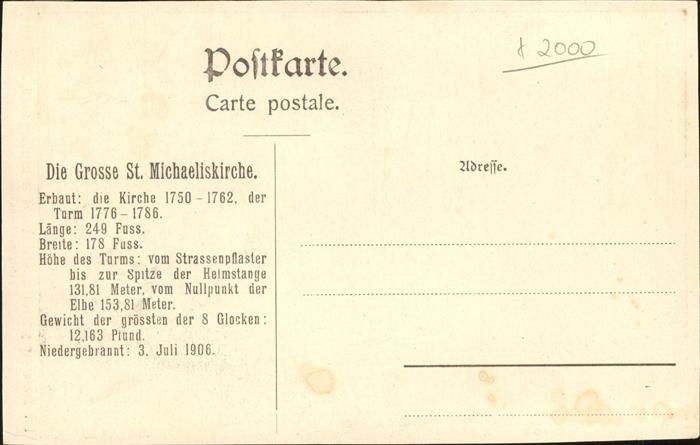 Postkarte.
Carte postale.
2000
Die Grosse St. Michaeliskirche.
Erbaut: die Kirche 1750–1762, der
Turm 1776–1786.
Länge: 249 Fuss.
Breite: 178 Fuss.
Höhe des Turms: vom Strassenpflaster
bis zur Spitze der Helmstange
131,81 Meter, vom Nullpunkt der
Elbe 153,81 Meter.
Gewicht der grössten der 8 Glocken:
12,163 Pfund.
Niedergebrannt: 3. Juli 1906.
Adresse.